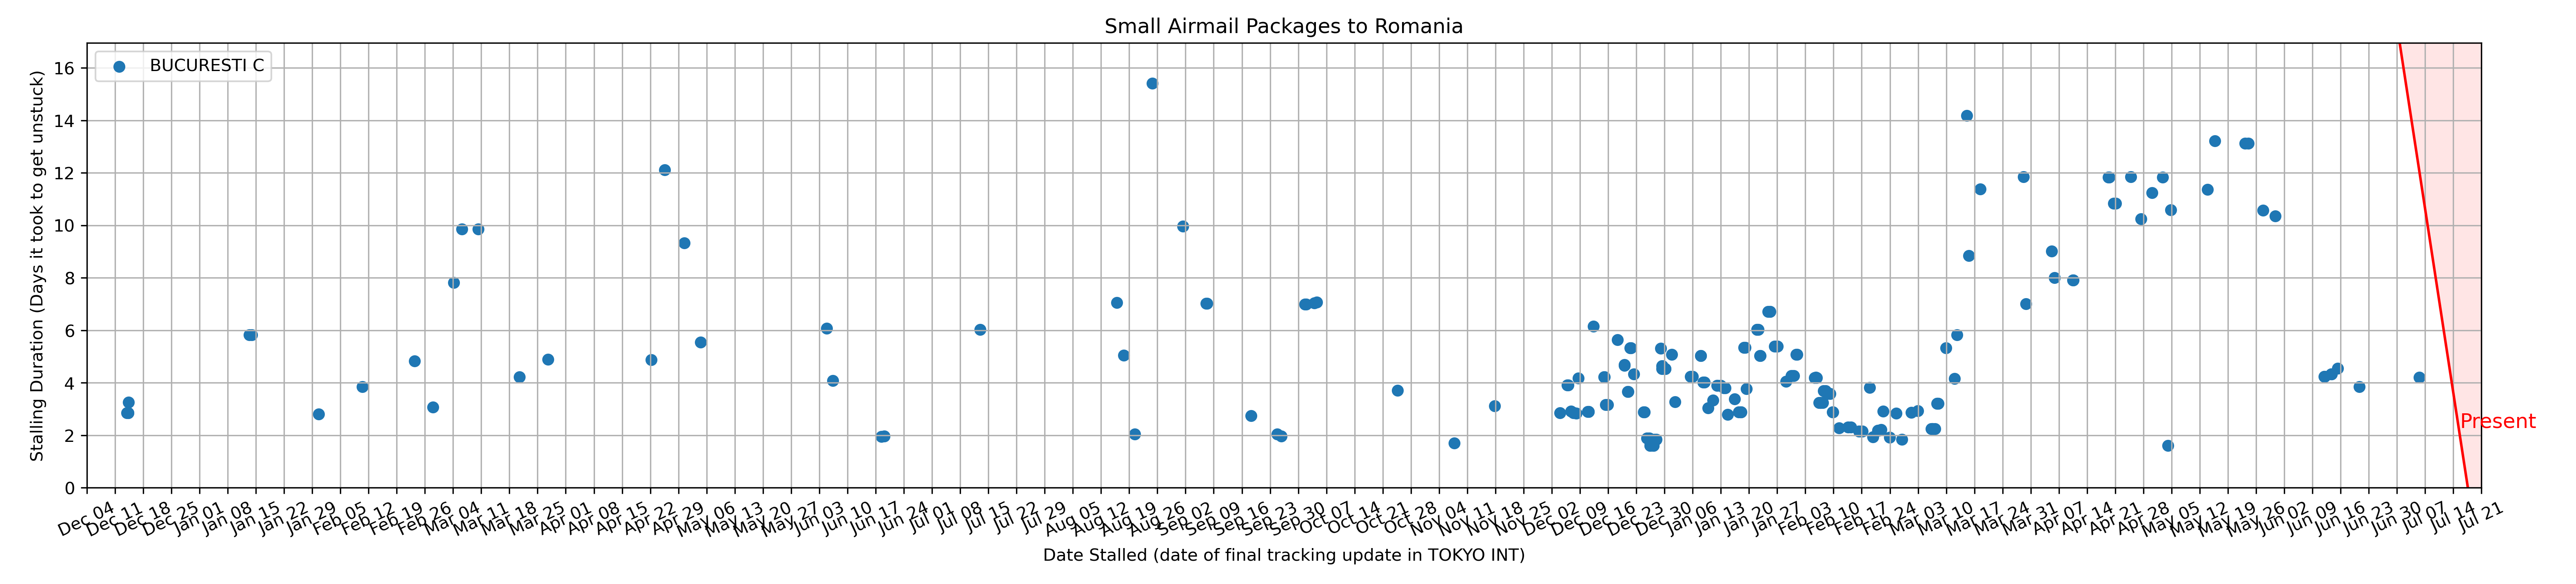 Small Airmail Packages to Romania
BUCURESTI C
Stalling Duration (Days it took to get unstuck)
16
14
12
10
8
6
4
2
0
Present
Dec 04 Dec 11 Dec 18 Dec 25 Jan 01 Jan 08 Jan 15 Jan 22 Jan 29 Feb 05 Feb 12 Feb 19 Feb 26 Mar 04 Mar 11 Mar 18 Mar 25 Apr 01 Apr 08 Apr 15 Apr 22 Apr 29 May 06 May 13 May 20 May 27 Jun 03 Jun 10 Jun 17 Jun 24 Jul 01 Jul 08 Jul 15 Jul 22 Jul 29 Aug 05 Aug 12 Aug 19 Aug 26 Sep 02 Sep 09 Sep 16 Sep 23 Sep 30 Oct 07 Oct 14 Oct 21 Oct 28 Nov 04 Nov 11 Nov 18 Nov 25 Dec 02 Dec 09 Dec 16 Dec 23 Dec 30 Jan 06 Jan 13 Jan 20 Jan 27 Feb 03 Feb 10 Feb 17 Feb 24 Mar 03 Mar 10 Mar 17 Mar 24 Mar 31 Apr 07 Apr 14 Apr 21 Apr 28 May 05 May 12 May 19 May 26 Jun 02 Jun 09 Jun 16 Jun 23 Jun 30 Jul 07 Jul 14 Jul 21
Date Stalled (date of final tracking update in TOKYO INT)